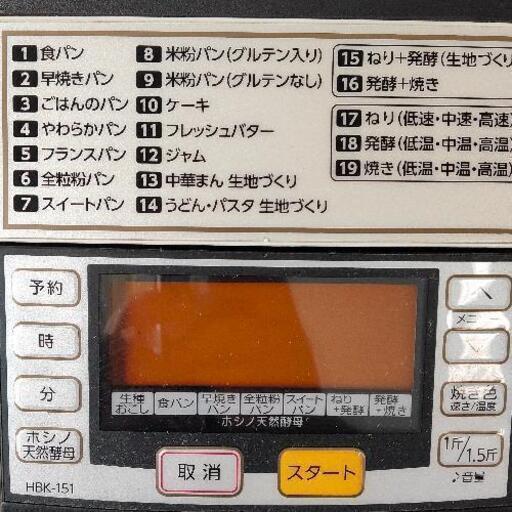 1 食パン
2 早焼きパン
3 ごはんのパン
4 やわらかパン
5 フランスパン
6 全粒粉パン
7 スイートパン
8 米粉パン(グルテン入り)
9 米粉パン(グルテンなし)
10 ケーキ
11 フレッシュバター
12 ジャム
13 中華まん 生地づくり
14 うどん・パスタ 生地づくり
15 ねり+発酵(生地づくり
16 発酵+焼き
17 ねり(低速・中速・高速)
18 発酵(低温・中温・高温)
19 焼き(低温・中温・高温)
予約
時
分
ホシノ
天然酵母
HBK-151
生種
おこし
食パン
早焼き
パン
全粒粉
パン
スイート
パン
ねり
+発酵
発酵
+焼き
ホシノ天然酵母
取消
スタート
メニュー
焼き色
速さ/温度
1斤/1.5斤
♪音量